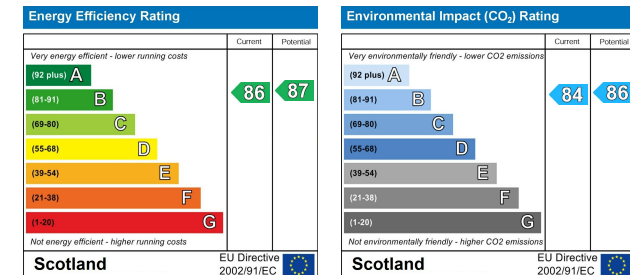 Energy Efficiency Rating
Current Potential
Very energy efficient - lower running costs
(92 plus) A
(81-91) B
86 87
(69-80) C
(55-68) D
(39-54) E
(21-38) F
(1-20) G
Not energy efficient - higher running costs
Scotland
EU Directive
2002/91/EC
Environmental Impact (CO₂) Rating
Current Potential
Very environmentally friendly - lower CO2 emissions
(92 plus) A
(81-91) B
84 86
(69-80) C
(55-68) D
(39-54) E
(21-38) F
(1-20) G
Not environmentally friendly - higher CO2 emissions
Scotland
EU Directive
2002/91/EC